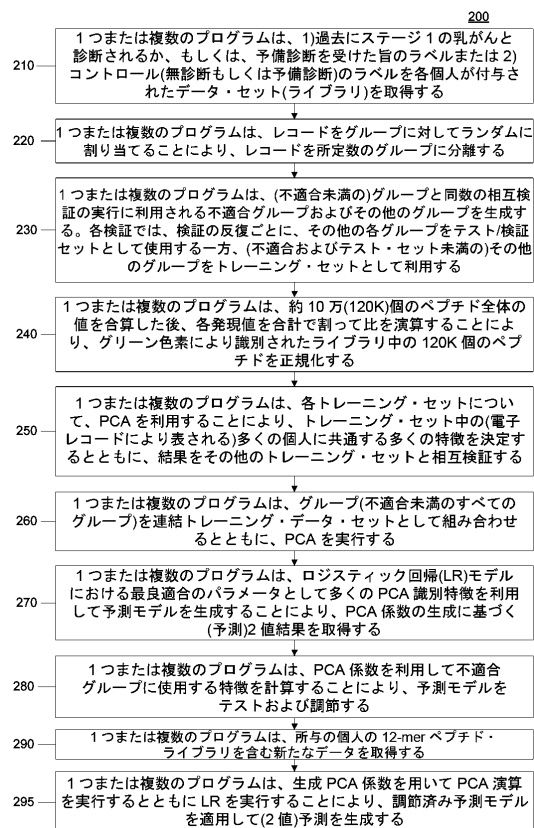 200
210
1つまたは複数のプログラムは、1)過去にステージ1の乳がんと
診断されるか、もしくは、予備診断を受けた旨のラベルまたは2)
コントロール(無診断もしくは予備診断)のラベルを各個人が付与さ
れたデータ・セット(ライブラリ)を取得する
220
1つまたは複数のプログラムは、レコードをグループに対してランダムに
割り当てることにより、レコードを所定数のグループに分離する
230
1つまたは複数のプログラムは、(不適合未満の)グループと同数の相互検
証の実行に利用される不適合グループおよびその他のグループを生成す
る。各検証では、検証の反復ごとに、その他の各グループをテスト/検証
セットとして使用する一方、(不適合およびテスト・セット未満の)その他
のグループをトレーニング・セットとして利用する
240
1つまたは複数のプログラムは、約10万(120K)個のペプチド全体の
値を合算した後、各発現値を合計で割って比を演算することによ
り、グリーン色素により識別されたライブラリ中の120K個のペプ
チドを正規化する
250
1つまたは複数のプログラムは、各トレーニング・セットについ
て、PCAを利用することにより、トレーニング・セット中の(電子
レコードにより表される)多くの個人に共通する多くの特徴を決定す
るとともに、結果をその他のトレーニング・セットと相互検証する
260
1つまたは複数のプログラムは、グループ(不適合未満のすべての
グループ)を連結トレーニング・データ・セットとして組み合わせ
るとともに、PCAを実行する
270
1つまたは複数のプログラムは、ロジスティック回帰(LR)モデル
における最良適合のパラメータとして多くのPCA識別特徴を利用
して予測モデルを生成することにより、PCA係数の生成に基づく
(予測)2値結果を取得する
280
1つまたは複数のプログラムは、PCA係数を利用して不適合
グループに使用する特徴を計算することにより、予測モデルを
テストおよび調節する
290
1つまたは複数のプログラムは、所与の個人の12-merペプチド・
ライブラリを含む新たなデータを取得する
295
1つまたは複数のプログラムは、生成PCA係数を用いてPCA演算
を実行するとともにLRを実行することにより、調節済み予測モデル
を適用して(2値)予測を生成する